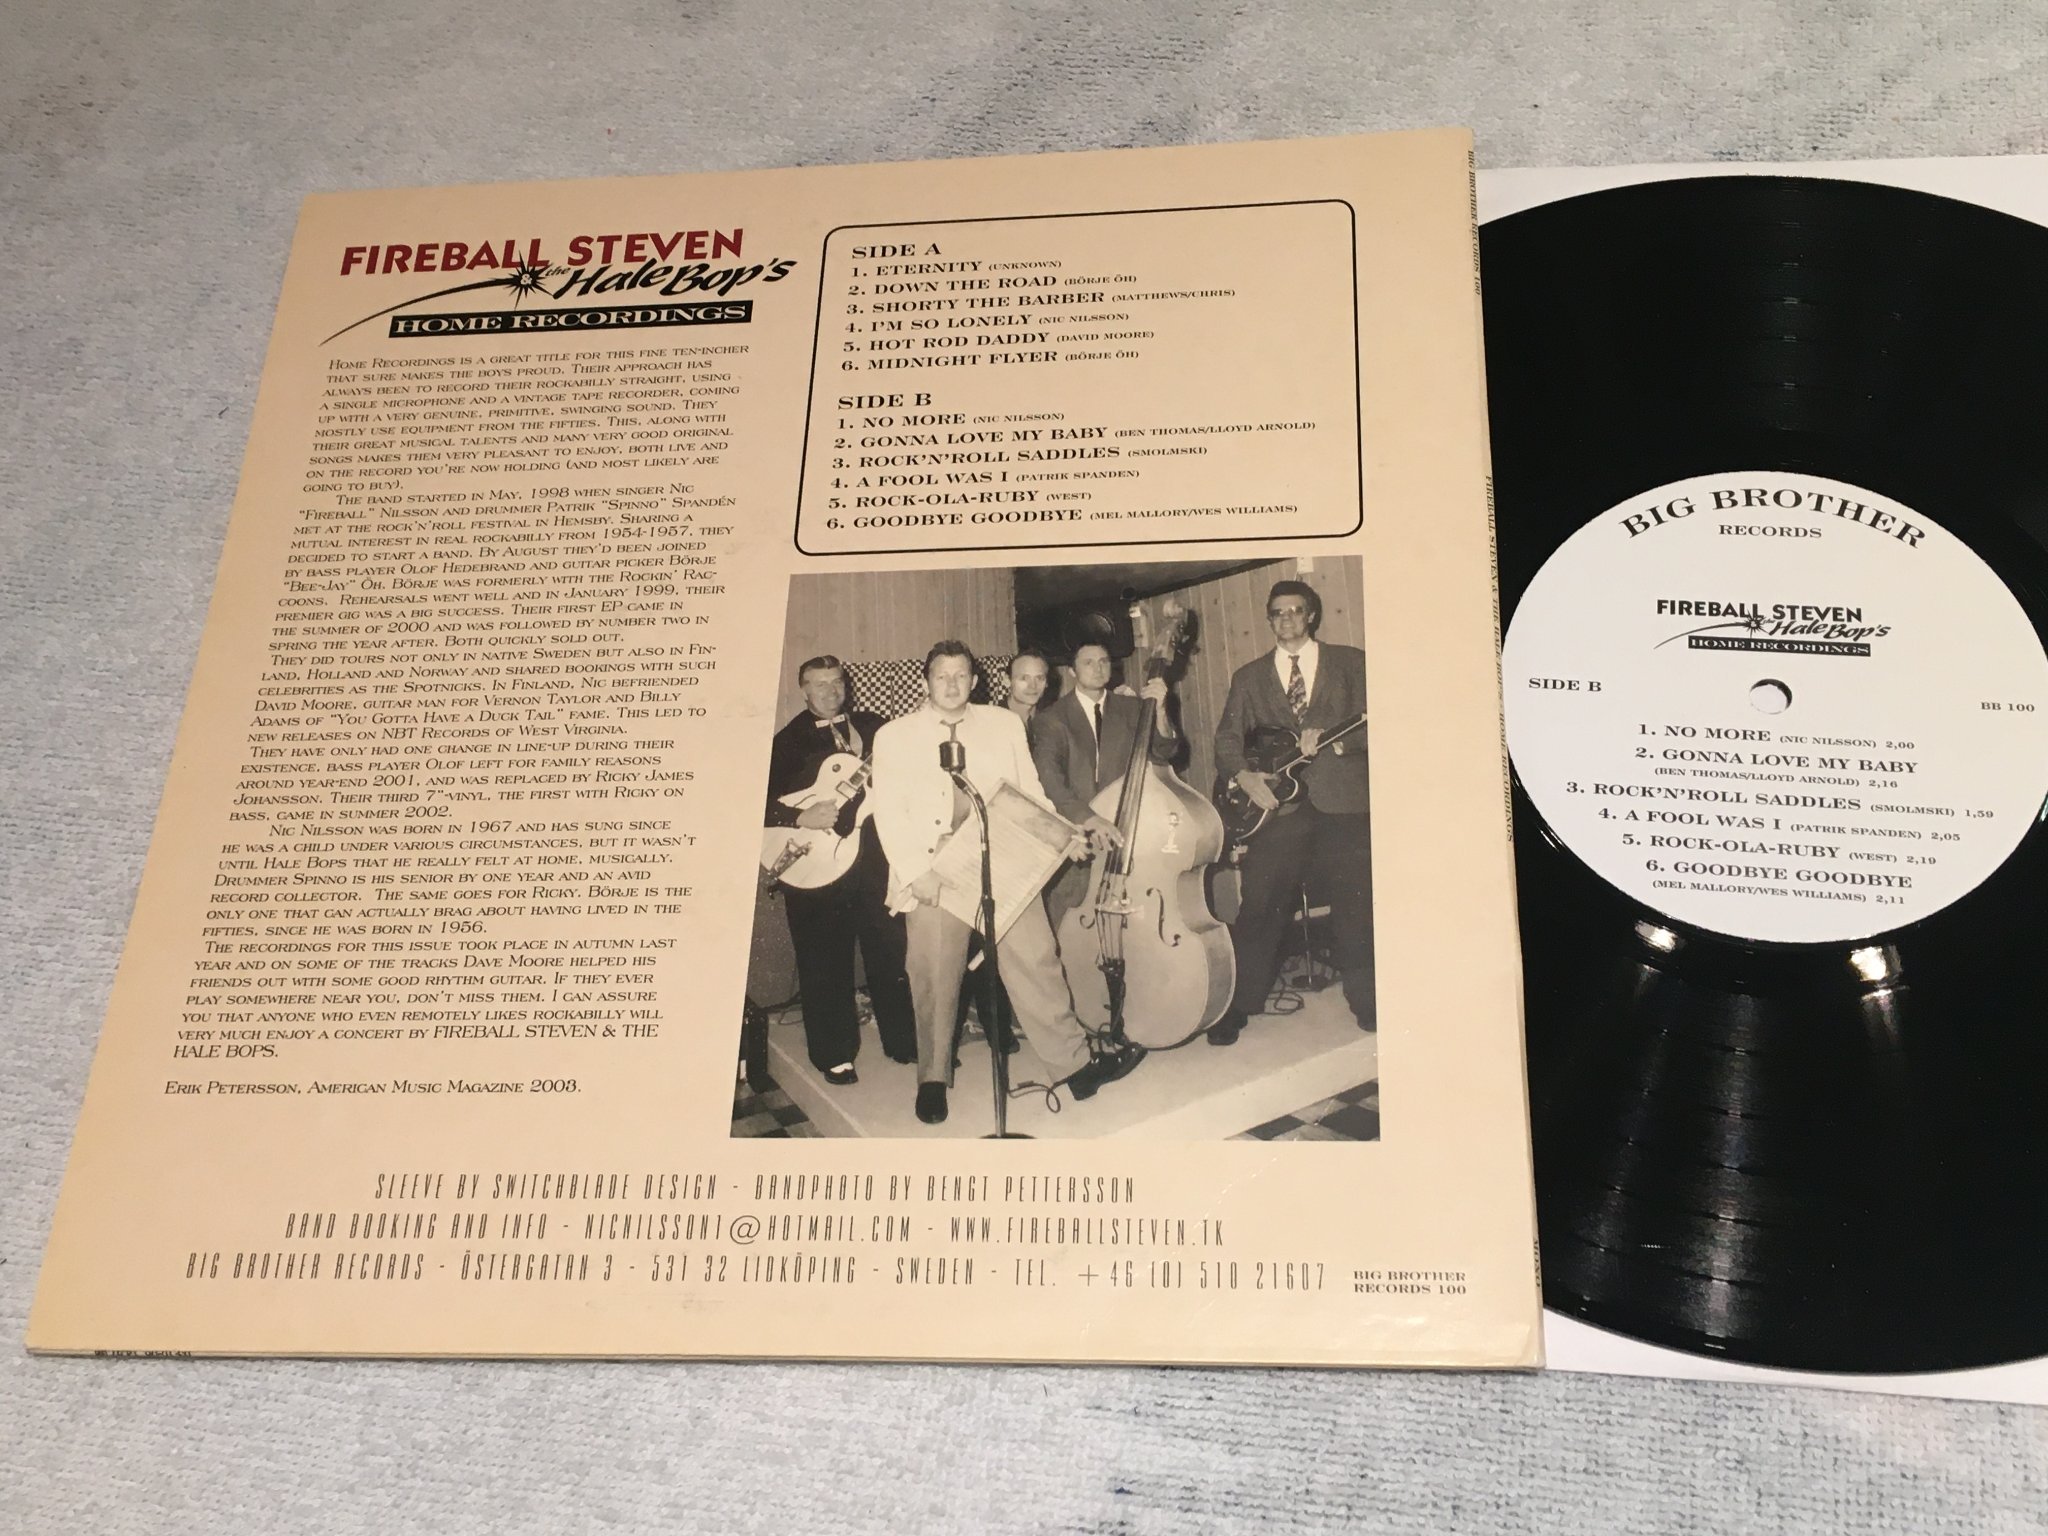 FIREBALL STEVEN
the Hale Bop's
HOME RECORDINGS
HOME RECORDINGS IS A GREAT TITLE FOR THIS FINE TEN-INCHER
THAT SURE MAKES THE BOYS PROUD. THEIR APPROACH HAS
ALWAYS BEEN TO RECORD THEIR ROCKABILLY STRAIGHT, USING
A SINGLE MICROPHONE AND A VINTAGE TAPE RECORDER, COMING
UP WITH A VERY GENUINE, PRIMITIVE, SWINGING SOUND. THEY
MOSTLY USE EQUIPMENT FROM THE FIFTIES. THIS, ALONG WITH
THEIR GREAT MUSICAL TALENTS AND MANY VERY GOOD ORIGINAL
SONGS MAKES THEM VERY PLEASANT TO ENJOY, BOTH LIVE AND
ON THE RECORD YOU'RE NOW HOLDING (AND MOST LIKELY ARE
GOING TO BUY).
THE BAND STARTED IN MAY, 1998 WHEN SINGER NIC
"FIREBALL" NILSSON AND DRUMMER PATRIK "SPINNO" SPANDÉN
MET AT THE ROCK'N'ROLL FESTIVAL IN HEMSBY. SHARING A
MUTUAL INTEREST IN REAL ROCKABILLY FROM 1954-1957, THEY
DECIDED TO START A BAND. BY AUGUST THEY'D BEEN JOINED
BY BASS PLAYER OLOF HEDEBRAND AND GUITAR PICKER BÖRJE
"BEE-JAY" ÖH. BÖRJE WAS FORMERLY WITH THE ROCKIN' RAC-
COONS. REHEARSALS WENT WELL AND IN JANUARY 1999, THEIR
PREMIER GIG WAS A BIG SUCCESS. THEIR FIRST EP CAME IN
THE SUMMER OF 2000 AND WAS FOLLOWED BY NUMBER TWO IN
SPRING THE YEAR AFTER. BOTH QUICKLY SOLD OUT.
THEY DID TOURS NOT ONLY IN NATIVE SWEDEN BUT ALSO IN FIN-
LAND, HOLLAND AND NORWAY AND SHARED BOOKINGS WITH SUCH
CELEBRITIES AS THE SPOTNICKS. IN FINLAND, NIC BEFRIENDED
DAVID MOORE, GUITAR MAN FOR VERNON TAYLOR AND BILLY
ADAMS OF "YOU GOTTA HAVE A DUCK TAIL" FAME. THIS LED TO
NEW RELEASES ON NBT RECORDS OF WEST VIRGINIA.
THEY HAVE ONLY HAD ONE CHANGE IN LINE-UP DURING THEIR
EXISTENCE, BASS PLAYER OLOF LEFT FOR FAMILY REASONS
AROUND YEAR-END 2001, AND WAS REPLACED BY RICKY JAMES
JOHANSSON. THEIR THIRD 7"-VINYL, THE FIRST WITH RICKY ON
BASS, CAME IN SUMMER 2002.
NIC NILSSON WAS BORN IN 1967 AND HAS SUNG SINCE
HE WAS A CHILD UNDER VARIOUS CIRCUMSTANCES, BUT IT WASN'T
UNTIL HALE BOPS THAT HE REALLY FELT AT HOME, MUSICALLY.
DRUMMER SPINNO IS HIS SENIOR BY ONE YEAR AND AN AVID
RECORD COLLECTOR. THE SAME GOES FOR RICKY. BÖRJE IS THE
ONLY ONE THAT CAN ACTUALLY BRAG ABOUT HAVING LIVED IN THE
FIFTIES, SINCE HE WAS BORN IN 1956.
THE RECORDINGS FOR THIS ISSUE TOOK PLACE IN AUTUMN LAST
YEAR AND ON SOME OF THE TRACKS DAVE MOORE HELPED HIS
FRIENDS OUT WITH SOME GOOD RHYTHM GUITAR. IF THEY EVER
PLAY SOMEWHERE NEAR YOU, DON'T MISS THEM. I CAN ASSURE
YOU THAT ANYONE WHO EVEN REMOTELY LIKES ROCKABILLY WILL
VERY MUCH ENJOY A CONCERT BY FIREBALL STEVEN & THE
HALE BOPS.
ERIK PETERSSON, AMERICAN MUSIC MAGAZINE 2003.
SIDE A
1. ETERNITY (UNKNOWN)
2. DOWN THE ROAD (BÖRJE ÖH)
3. SHORTY THE BARBER (MATTHEWS/CHRIS)
4. I'M SO LONELY (NIC NILSSON)
5. HOT ROD DADDY (DAVID MOORE)
6. MIDNIGHT FLYER (BÖRJE ÖH)
SIDE B
1. NO MORE (NIC NILSSON)
2. GONNA LOVE MY BABY (BEN THOMAS/LLOYD ARNOLD)
3. ROCK'N'ROLL SADDLES (SMOLMSKI)
4. A FOOL WAS I (PATRIK SPANDEN)
5. ROCK-OLA-RUBY (WEST)
6. GOODBYE GOODBYE (MEL MALLORY/WES WILLIAMS)
SLEEVE BY SWITCHBLADE DESIGN - BANDPHOTO BY BENGT PETTERSSON
BAND BOOKING AND INFO - NICNILSSON1@HOTMAIL.COM - WWW.FIREBALLSTEVEN.TK
BIG BROTHER RECORDS - ÖSTERGATAN 3 - 531 32 LIDKÖPING - SWEDEN - TEL. +46 (0) 510 21607
BIG BROTHER
RECORDS 100
BIG BROTHER RECORDS 100
FIREBALL STEVEN & THE HALE BOP'S - HOME RECORDINGS
BIG BROTHER
RECORDS
FIREBALL STEVEN
the Hale Bop's
HOME RECORDINGS
SIDE B
BB 100
1. NO MORE (NIC NILSSON) 2,00
2. GONNA LOVE MY BABY
(BEN THOMAS/LLOYD ARNOLD) 2,16
3. ROCK'N'ROLL SADDLES (SMOLMSKI) 1,59
4. A FOOL WAS I (PATRIK SPANDEN) 2,05
5. ROCK-OLA-RUBY (WEST) 2,19
6. GOODBYE GOODBYE
(MEL MALLORY/WES WILLIAMS) 2,11